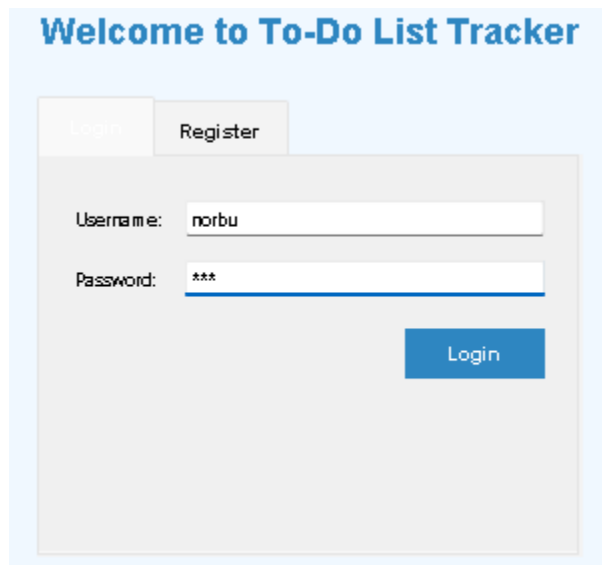 Welcome to To-Do List Tracker
Login Register
Username: norbu
Password: ***
Login